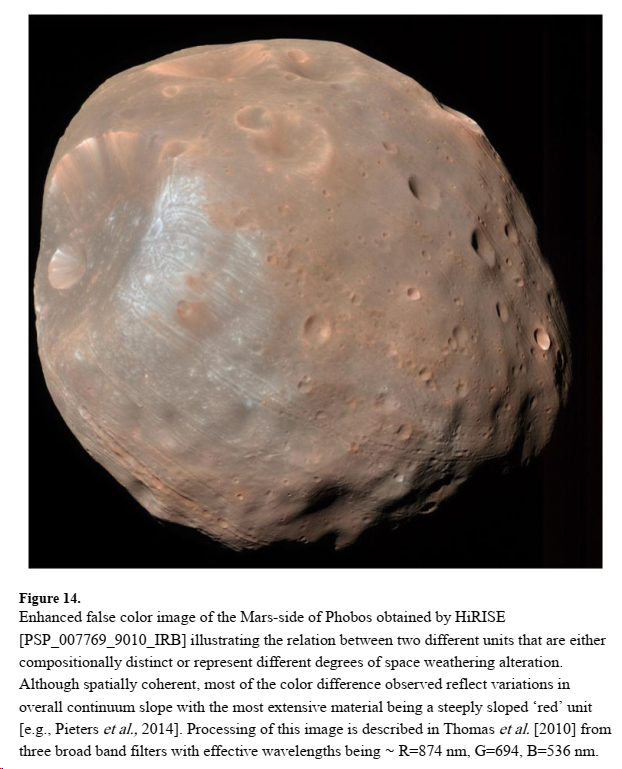 Figure 14.
Enhanced false color image of the Mars-side of Phobos obtained by HiRISE
[PSP_007769_9010_IRB] illustrating the relation between two different units that are either
compositionally distinct or represent different degrees of space weathering alteration.
Although spatially coherent, most of the color difference observed reflect variations in
overall continuum slope with the most extensive material being a steeply sloped ‘red’ unit
[e.g., Pieters et al., 2014]. Processing of this image is described in Thomas et al. [2010] from
three broad band filters with effective wavelengths being ~ R=874 nm, G=694, B=536 nm.